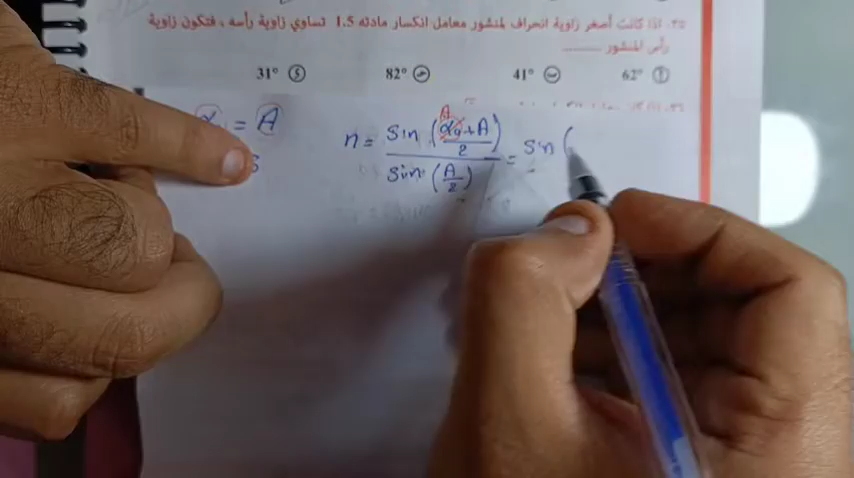 ٣٥. اذا كانت أصغر زاوية انحراف لمنشور معامل انكسار مادته 1.5 تساوي زاوية رأسه ، فتكون زاوية
رأس المنشور ............
أ 62° ب 41° ج 82° د 31°
α = A
n = sin (α₀ + A / 2) / sin (A / 2) = sin (
A